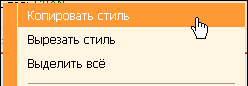 Копировать стиль
Вырезать стиль
Выделить всё